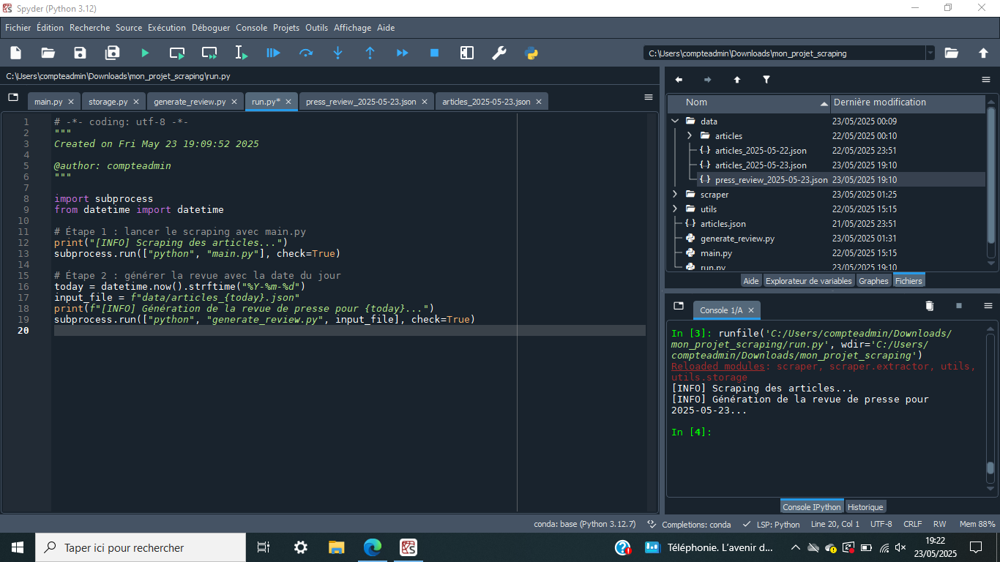 Spyder (Python 3.12)
Fichier Édition Recherche Source Exécution Déboguer Console Projets Outils Affichage Aide
C:\Users\compteadmin\Downloads\mon_projet_scraping
C:\Users\compteadmin\Downloads\mon_projet_scraping\run.py
main.py storage.py generate_review.py run.py* press_review_2025-05-23.json articles_2025-05-23.json
1 # -*- coding: utf-8 -*-
2 """
3 Created on Fri May 23 19:09:52 2025
4
5 @author: compteadmin
6 """
7
8 import subprocess
9 from datetime import datetime
10
11 # Étape 1 : lancer le scraping avec main.py
12 print("[INFO] Scraping des articles...")
13 subprocess.run(["python", "main.py"], check=True)
14
15 # Étape 2 : générer la revue avec la date du jour
16 today = datetime.now().strftime("%Y-%m-%d")
17 input_file = f"data/articles_{today}.json"
18 print(f"[INFO] Génération de la revue de presse pour {today}...")
19 subprocess.run(["python", "generate_review.py", input_file], check=True)
20
Nom Dernière modification
data 23/05/2025 00:09
articles 22/05/2025 00:10
articles_2025-05-22.json 22/05/2025 23:51
articles_2025-05-23.json 23/05/2025 19:10
press_review_2025-05-23.json 23/05/2025 19:10
scraper 23/05/2025 01:25
utils 22/05/2025 15:15
articles.json 21/05/2025 23:51
generate_review.py 23/05/2025 01:31
main.py 22/05/2025 15:15
run.py 23/05/2025 19:10
Aide Explorateur de variables Graphes Fichiers
Console 1/A
In [3]: runfile('C:/Users/compteadmin/Downloads/
mon_projet_scraping/run.py', wdir='C:/Users/
compteadmin/Downloads/mon_projet_scraping')
Reloaded modules: scraper, scraper.extractor, utils,
utils.storage
[INFO] Scraping des articles...
[INFO] Génération de la revue de presse pour
2025-05-23...
In [4]:
Console IPython Historique
conda: base (Python 3.12.7) Completions: conda LSP: Python Line 20, Col 1 UTF-8 CRLF RW Mem 88%
Taper ici pour rechercher
Téléphonie. L'avenir d...
19:22
23/05/2025